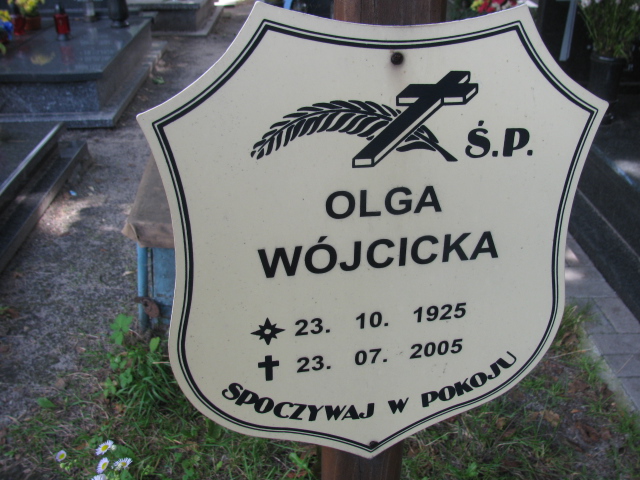 Ś.P.
OLGA
WÓJCICKA
23. 10. 1925
23. 07. 2005
SPOCZYWAJ W POKOJU